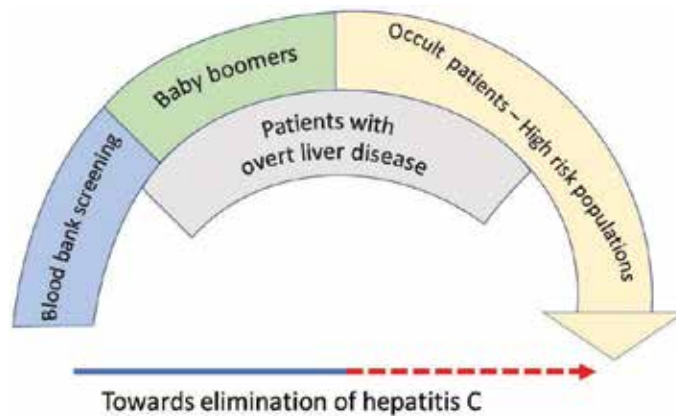 Blood bank screening
Baby boomers
Occult patients – High risk populations
Patients with
overt liver disease
Towards elimination of hepatitis C